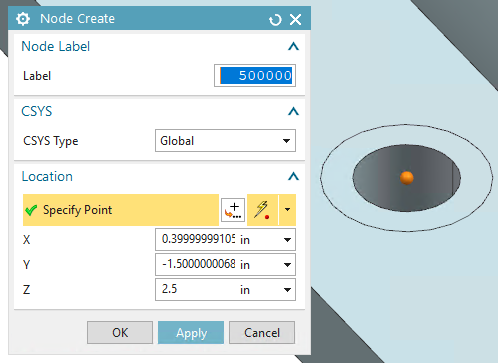 Node Create
Node Label
Label 500000
CSYS
CSYS Type Global
Location
Specify Point
X 0.39999999105 in
Y -1.5000000068 in
Z 2.5 in
OK Apply Cancel